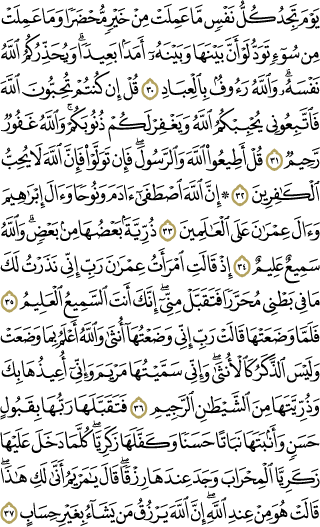 يَوۡمَ تَجِدُ كُلُّ نَفۡسٖ مَّا عَمِلَتۡ مِنۡ خَيۡرٖ مُّحۡضَرٗا وَمَا عَمِلَتۡ
مِن سُوٓءٖ تَوَدُّ لَوۡ أَنَّ بَيۡنَهَا وَبَيۡنَهُۥٓ أَمَدَۢا بَعِيدٗاۗ وَيُحَذِّرُكُمُ ٱللَّهُ
نَفۡسَهُۥۗ وَٱللَّهُ رَءُوفُۢ بِٱلۡعِبَادِ ٣٠ قُلۡ إِن كُنتُمۡ تُحِبُّونَ ٱللَّهَ
فَٱتَّبِعُونِي يُحۡبِبۡكُمُ ٱللَّهُ وَيَغۡفِرۡ لَكُمۡ ذُنُوبَكُمۡۚ وَٱللَّهُ غَفُورٞ
رَّحِيمٞ ٣١ قُلۡ أَطِيعُواْ ٱللَّهَ وَٱلرَّسُولَۖ فَإِن تَوَلَّوۡاْ فَإِنَّ ٱللَّهَ لَا يُحِبُّ
ٱلۡكَٰفِرِينَ ٣٢ * إِنَّ ٱللَّهَ ٱصۡطَفَىٰٓ ءَادَمَ وَنُوحٗا وَءَالَ إِبۡرَٰهِيمَ
وَءَالَ عِمۡرَٰنَ عَلَى ٱلۡعَٰلَمِينَ ٣٣ ذُرِّيَّةَۢ بَعۡضُهَا مِنۢ بَعۡضٖۗ وَٱللَّهُ
سَمِيعٌ عَلِيمٌ ٣٤ إِذۡ قَالَتِ ٱمۡرَأَتُ عِمۡرَٰنَ رَبِّ إِنِّي نَذَرۡتُ لَكَ
مَا فِي بَطۡنِي مُحَرَّرٗا فَتَقَبَّلۡ مِنِّيٓۖ إِنَّكَ أَنتَ ٱلسَّمِيعُ ٱلۡعَلِيمُ ٣٥
فَلَمَّا وَضَعَتۡهَا قَالَتۡ رَبِّ إِنِّي وَضَعۡتُهَآ أُنثَىٰ وَٱللَّهُ أَعۡلَمُ بِمَا وَضَعَتۡ
وَلَيۡسَ ٱلذَّكَرُ كَٱلۡأُنثَىٰۖ وَإِنِّي سَمَّيۡتُهَا مَرۡيَمَ وَإِنِّيٓ أُعِيذُهَا بِكَ
وَذُرِّيَّتَهَا مِنَ ٱلشَّيۡطَٰنِ ٱلرَّجِيمِ ٣٦ فَتَقَبَّلَهَا رَبُّهَا بِقَبُولٍ
حَسَنٖ وَأَنۢبَتَهَا نَبَاتًا حَسَنٗا وَكَفَّلَهَا زَكَرِيَّاۖ كُلَّمَا دَخَلَ عَلَيۡهَا
زَكَرِيَّا ٱلۡمِحۡرَابَ وَجَدَ عِندَهَا رِزۡقٗاۖ قَالَ يَٰمَرۡيَمُ أَنَّىٰ لَكِ هَٰذَاۖ
قَالَتۡ هُوَ مِنۡ عِندِ ٱللَّهِۖ إِنَّ ٱللَّهَ يَرۡزُقُ مَن يَشَآءُ بِغَيۡرِ حِسَابٍ ٣٧